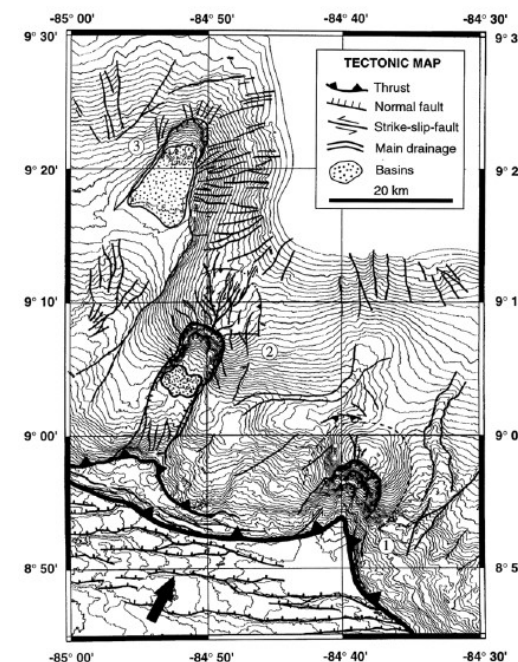 -85° 00' -84° 50' -84° 40' -84° 30'
9° 30' 9° 3
TECTONIC MAP
Thrust
Normal fault
Strike-slip-fault
Main drainage
Basins
20 km
3
9° 20' 9° 2
9° 10' 9° 1
2
9° 00' 9° 0
1
8° 50' 8° 5
-85° 00' -84° 50' -84° 40' -84° 30'